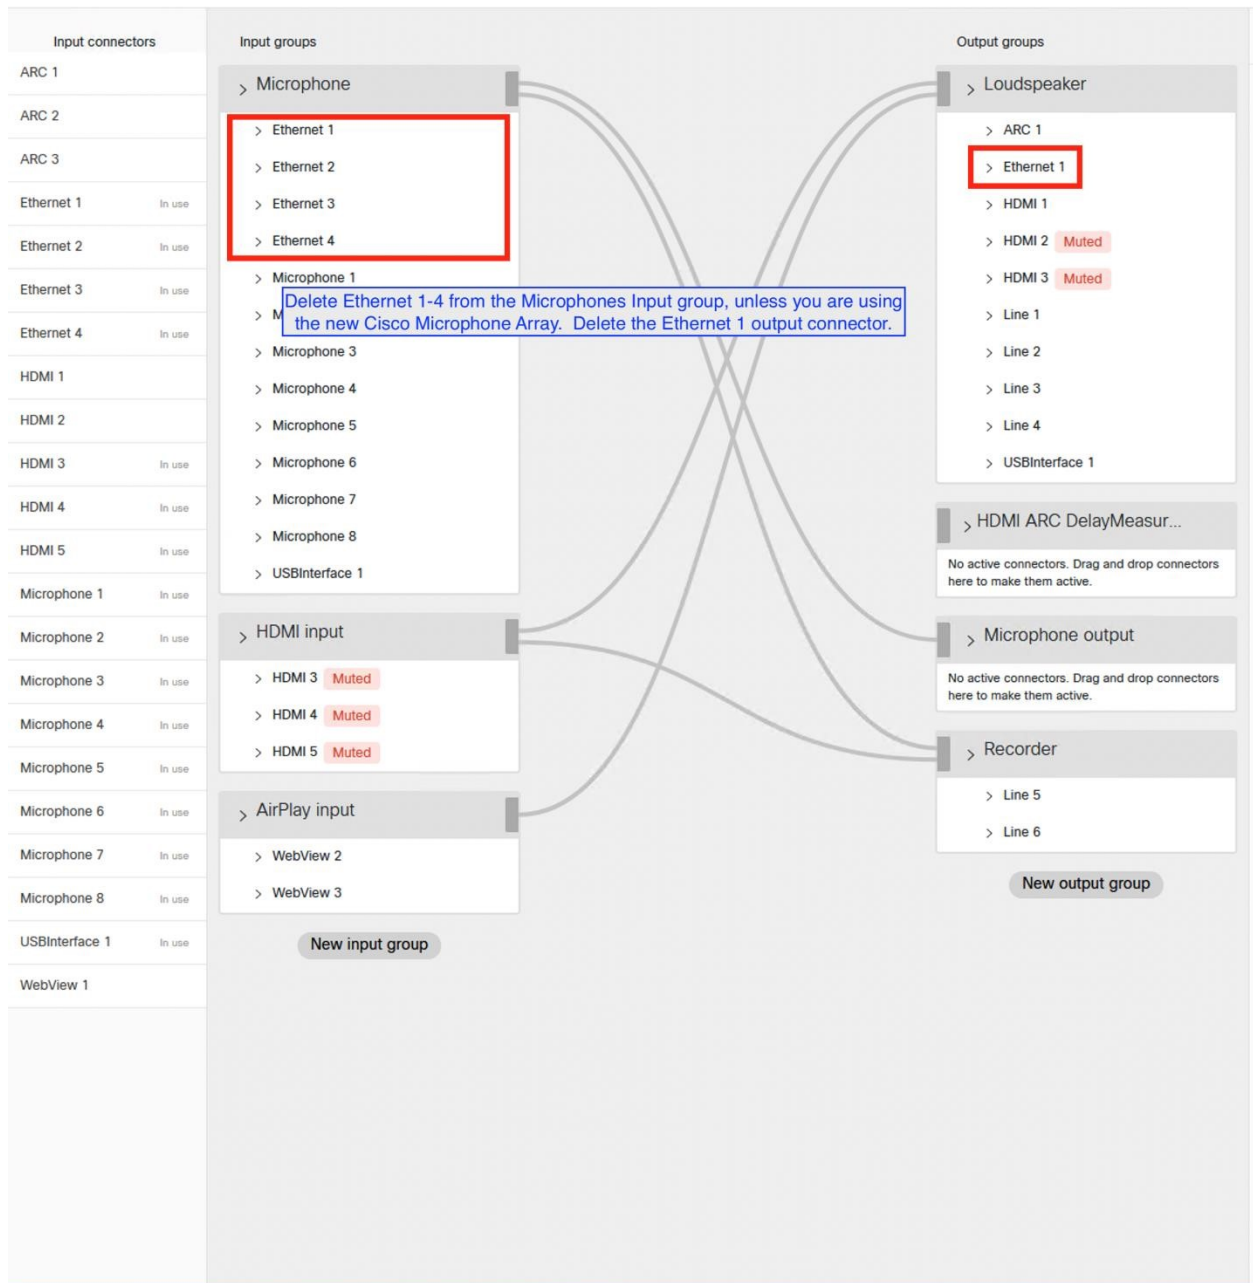 Input connectors
ARC 1
ARC 2
ARC 3
Ethernet 1 In use
Ethernet 2 In use
Ethernet 3 In use
Ethernet 4 In use
HDMI 1
HDMI 2
HDMI 3 In use
HDMI 4 In use
HDMI 5 In use
Microphone 1 In use
Microphone 2 In use
Microphone 3 In use
Microphone 4 In use
Microphone 5 In use
Microphone 6 In use
Microphone 7 In use
Microphone 8 In use
USBInterface 1 In use
WebView 1
Input groups
Microphone
Ethernet 1
Ethernet 2
Ethernet 3
Ethernet 4
Microphone 1
Delete Ethernet 1-4 from the Microphones Input group, unless you are using
the new Cisco Microphone Array. Delete the Ethernet 1 output connector.
Microphone 3
Microphone 4
Microphone 5
Microphone 6
Microphone 7
Microphone 8
USBInterface 1
HDMI input
HDMI 3 Muted
HDMI 4 Muted
HDMI 5 Muted
AirPlay input
WebView 2
WebView 3
New input group
Output groups
Loudspeaker
ARC 1
Ethernet 1
HDMI 1
HDMI 2 Muted
HDMI 3 Muted
Line 1
Line 2
Line 3
Line 4
USBInterface 1
HDMI ARC DelayMeasur...
No active connectors. Drag and drop connectors
here to make them active.
Microphone output
No active connectors. Drag and drop connectors
here to make them active.
Recorder
Line 5
Line 6
New output group